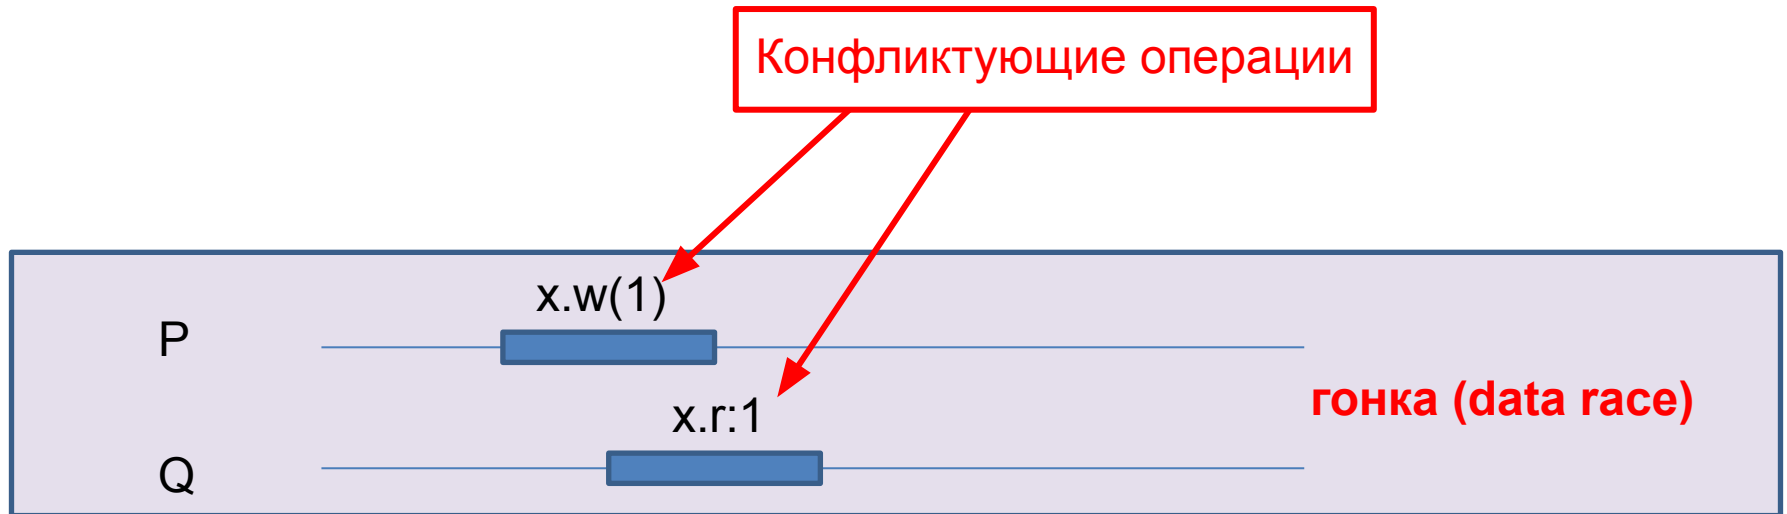 Конфликтующие операции
x.w(1)
P
гонка (data race)
x.r:1
Q